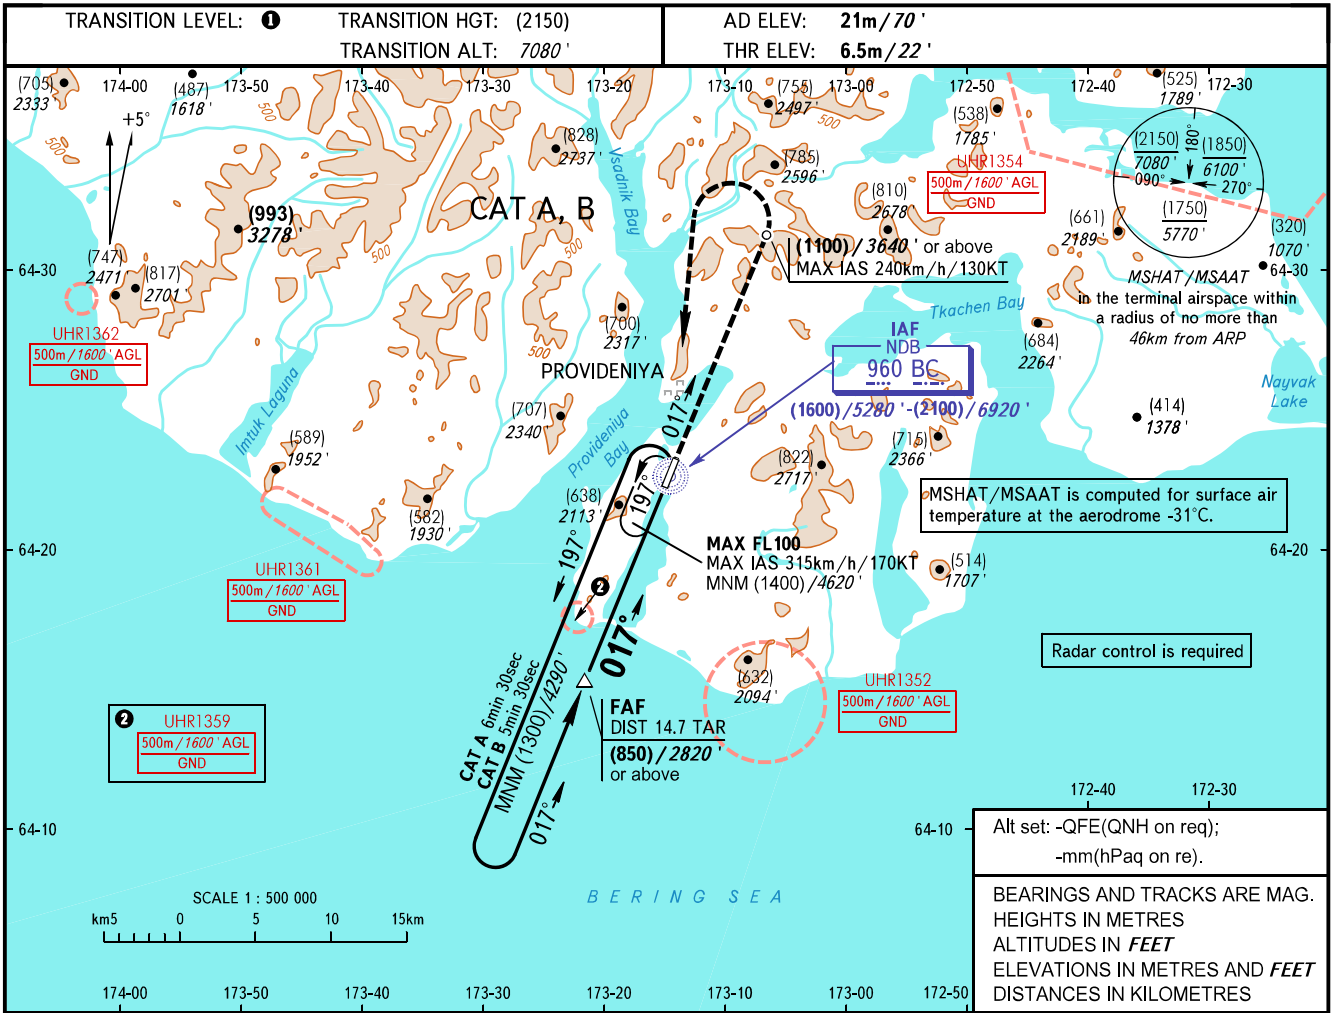 TRANSITION LEVEL: ❶ TRANSITION HGT: (2150)
TRANSITION ALT: 7080'
AD ELEV: 21m/70'
THR ELEV: 6.5m/22'
174-00 173-50 173-40 173-30 173-20 173-10 173-00 172-50 172-40 172-30
(705)
2333'
(487)
1618'
+5°
500
(828)
2737'
Vsadnik Bay
(755)
2497'
500
(785)
2596'
(538)
1785'
(525)
1789'
UHR1354
500m/1600' AGL
GND
(2150)
7080'
180°
(1850)
6100'
090°
270°
(1750)
5770'
(320)
1070'
64-30
MSHAT/MSAAT
in the terminal airspace within
a radius of no more than
46km from ARP
CAT A, B
(993)
3278'
500
500
(810)
2678'
(661)
2189'
(1100)/3640' or above
MAX IAS 240km/h/130KT
64-30
(747)
2471'
(817)
2701'
UHR1362
500m/1600' AGL
GND
(700)
2317'
500
PROVIDENIYA
Tkachen Bay
IAF
NDB
960 BC
(1600)/5280'-(2100)/6920'
(684)
2264'
Nayvak
Lake
(414)
1378'
Imtuk Laguna
(707)
2340'
017°
Provideniya
Bay
(589)
1952'
(715)
2366'
(822)
2717'
(638)
2113'
197°
(582)
1930'
MSHAT/MSAAT is computed for surface air
temperature at the aerodrome -31°C.
MAX FL100
MAX IAS 315km/h/170KT
MNM (1400)/4620'
64-20
64-20
197°
(514)
1707'
UHR1361
500m/1600' AGL
GND
❷
017°
Radar control is required
(632)
2094'
UHR1352
500m/1600' AGL
GND
CAT A 6min 30sec
CAT B 5min 30sec
MNM (1300)/4290'
FAF
DIST 14.7 TAR
(850)/2820'
or above
❷ UHR1359
500m/1600' AGL
GND
017°
172-40 172-30
64-10
64-10
Alt set: -QFE(QNH on req);
-mm(hPaq on re).
BERING SEA
SCALE 1 : 500 000
km5 0 5 10 15km
BEARINGS AND TRACKS ARE MAG.
HEIGHTS IN METRES
ALTITUDES IN FEET
ELEVATIONS IN METRES AND FEET
DISTANCES IN KILOMETRES
174-00 173-50 173-40 173-30 173-20 173-10 173-00 172-50